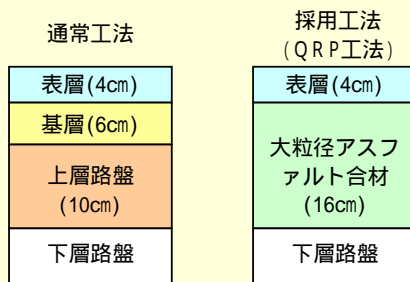 通常工法
表層(4㎝)
基層(6㎝)
上層路盤
(10㎝)
下層路盤
採用工法
(QRP工法)
表層(4㎝)
大粒径アスフ
ァルト合材
(16㎝)
下層路盤